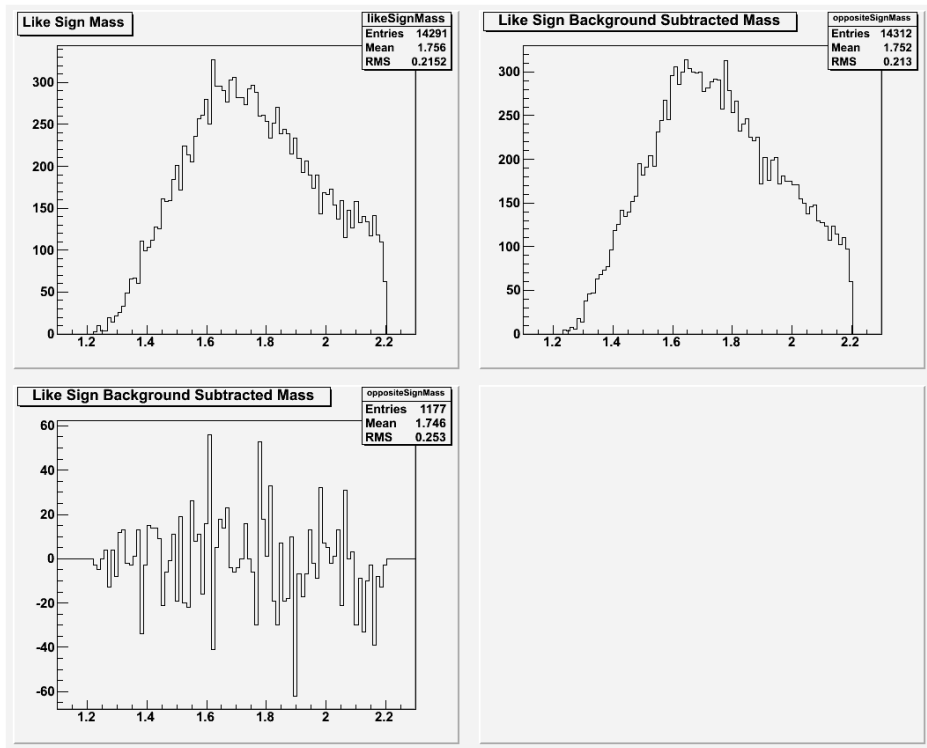 Like Sign Mass
likeSignMass
Entries 14291
Mean 1.756
RMS 0.2152
300
250
200
150
100
50
0
1.2 1.4 1.6 1.8 2 2.2
Like Sign Background Subtracted Mass
oppositeSignMass
Entries 14312
Mean 1.752
RMS 0.213
300
250
200
150
100
50
0
1.2 1.4 1.6 1.8 2 2.2
Like Sign Background Subtracted Mass
oppositeSignMass
Entries 1177
Mean 1.746
RMS 0.253
60
40
20
0
-20
-40
-60
1.2 1.4 1.6 1.8 2 2.2